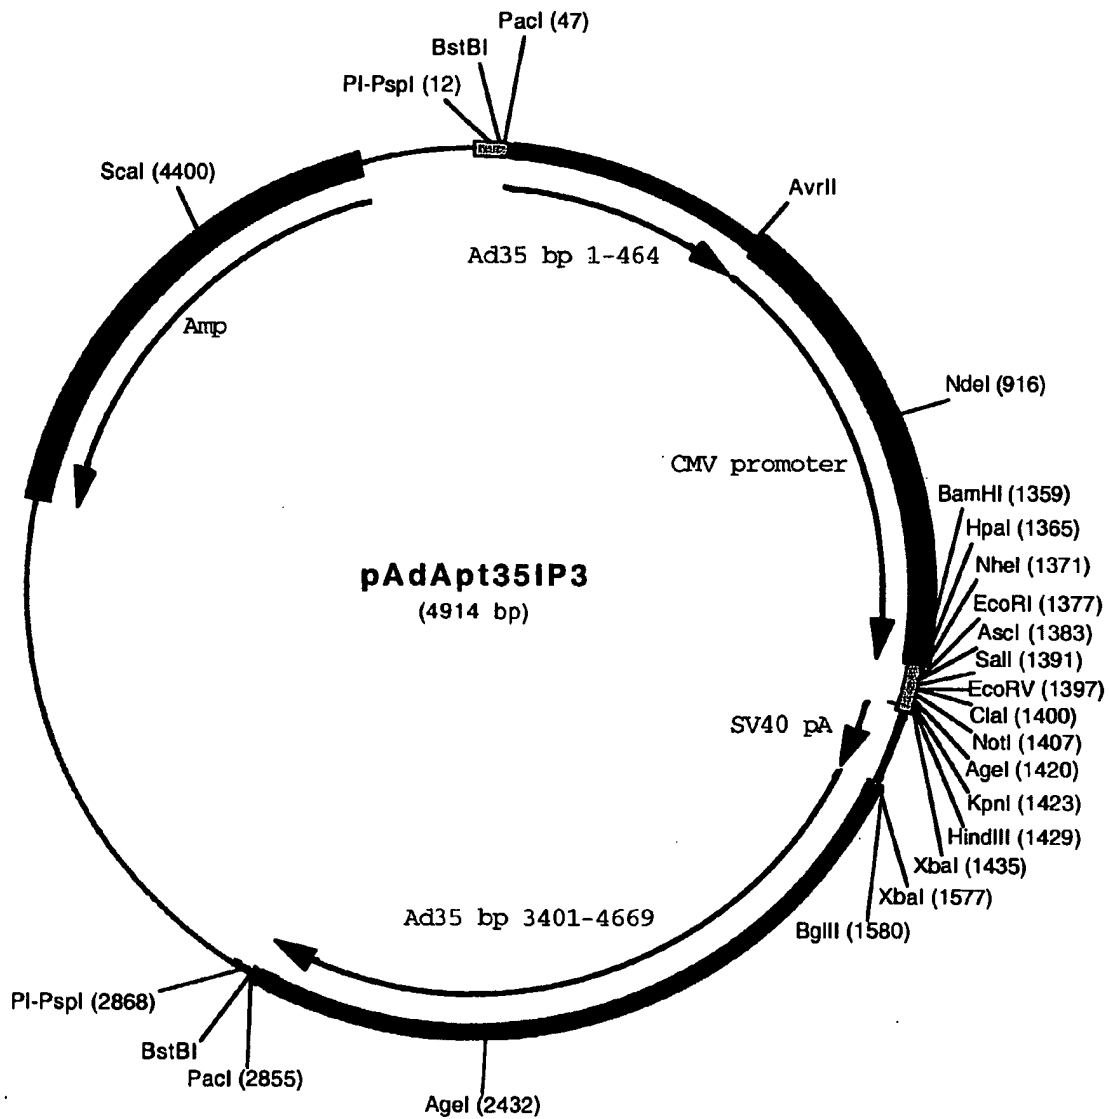 PacI (47)
BstBI
PI-PspI (12)
ScaI (4400)
AvrII
Ad35 bp 1-464
Amp
NdeI (916)
CMV promoter
BamHI (1359)
HpaI (1365)
NheI (1371)
EcoRI (1377)
AscI (1383)
SalI (1391)
EcoRV (1397)
ClaI (1400)
NotI (1407)
AgeI (1420)
KpnI (1423)
HindIII (1429)
XbaI (1435)
XbaI (1577)
BglII (1580)
pAdApt35IP3
(4914 bp)
SV40 pA
Ad35 bp 3401-4669
PI-PspI (2868)
BstBI
PacI (2855)
AgeI (2432)